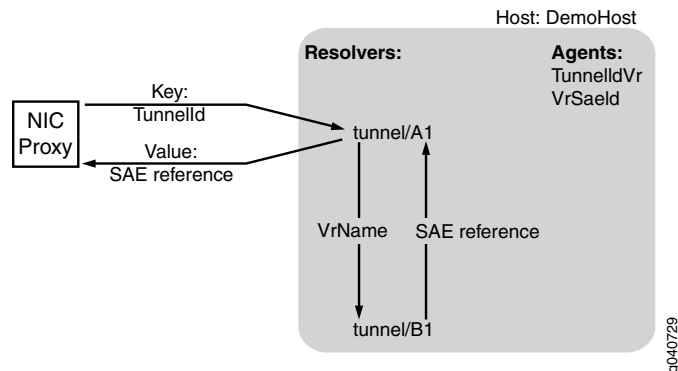 Host: DemoHost
Resolvers:
Agents:
TunnelIdVr
VrSaeId
Key:
TunnelId
NIC
Proxy
Value:
SAE reference
tunnel/A1
VrName
SAE reference
tunnel/B1
g040729